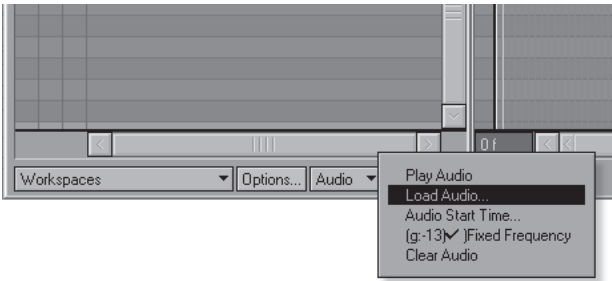 0 f
Workspaces Options... Audio
Play Audio
Load Audio...
Audio Start Time...
(g:-13)✓ )Fixed Frequency
Clear Audio